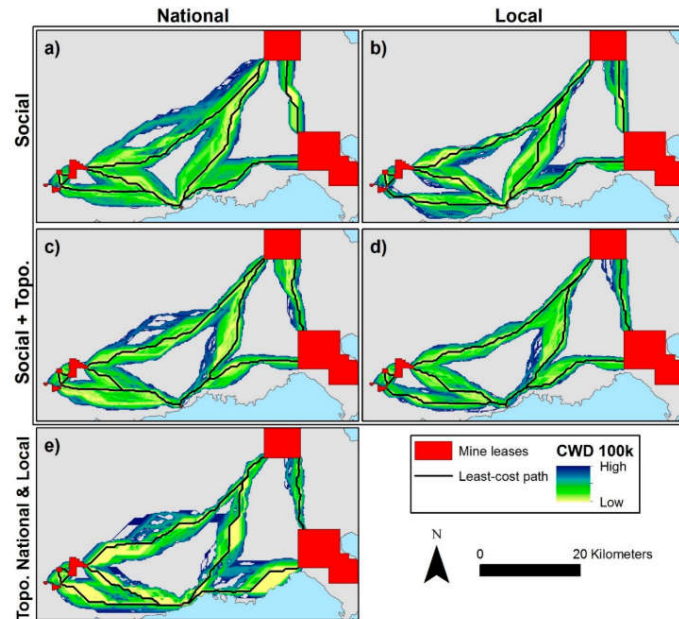 National
Local
Social
a)
b)
Social + Topo.
c)
d)
Topo. National & Local
e)
Mine leases
Least-cost path
CWD 100k
High
Low
N
0
20 Kilometers